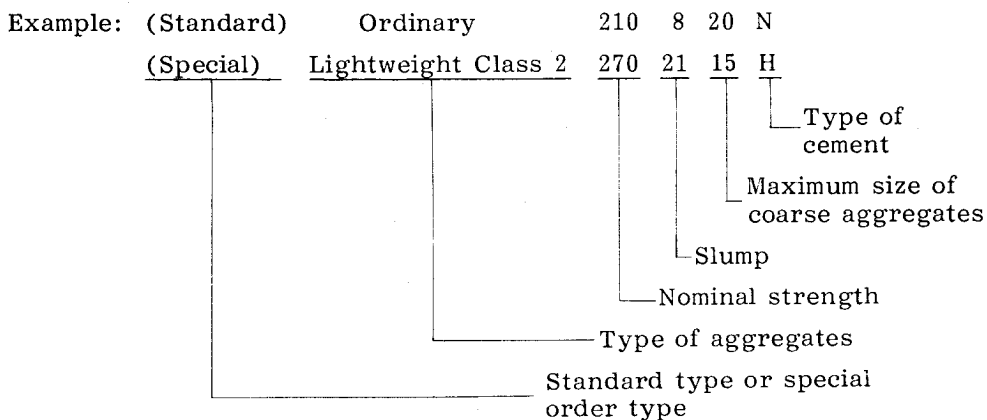 Example: (Standard) Ordinary 210 8 20 N
(Special) Lightweight Class 2 270 21 15 H
Type of
cement
Maximum size of
coarse aggregates
Slump
Nominal strength
Type of aggregates
Standard type or special
order type